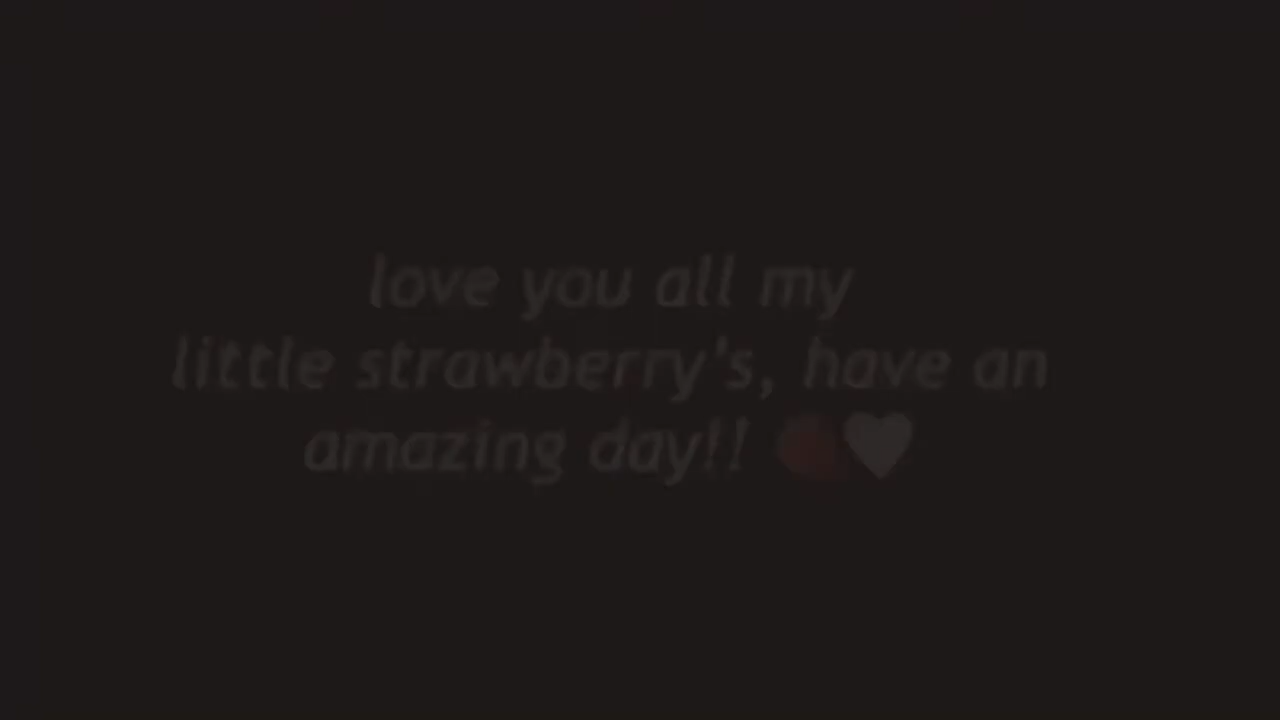 love you all my
little strawberry's, have an
amazing day!! 🍓🤍